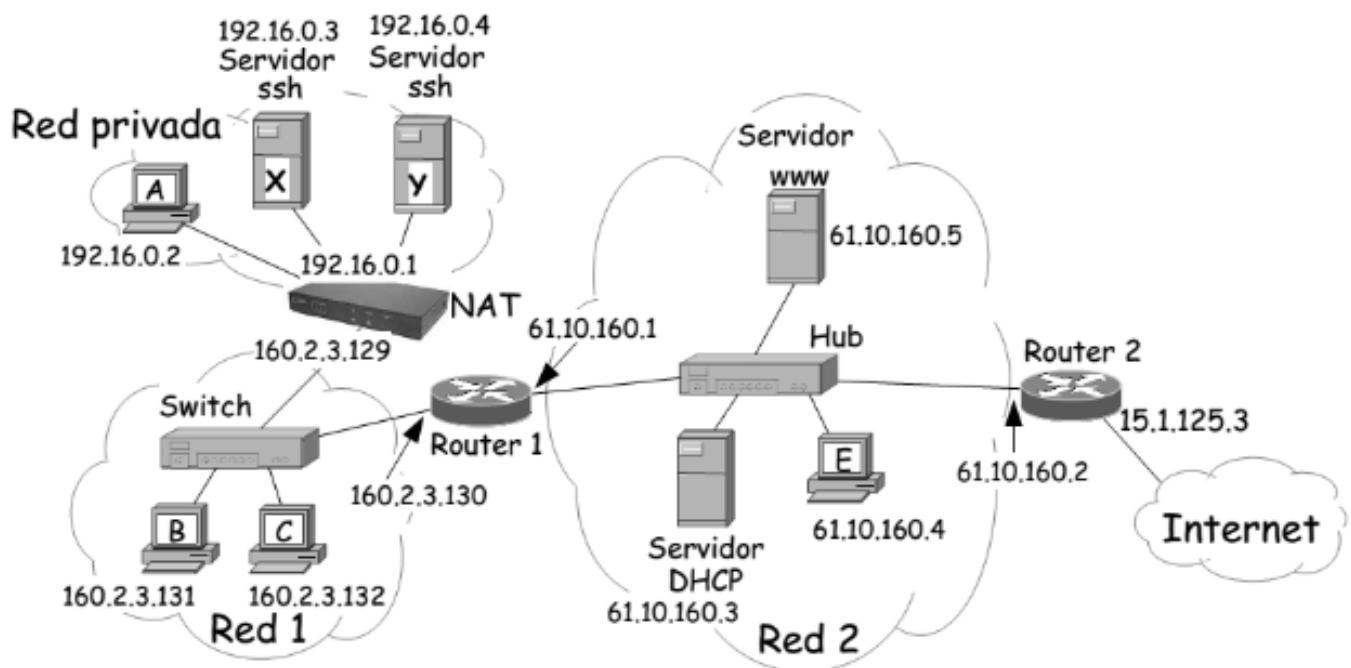 192.16.0.3
Servidor
ssh
192.16.0.4
Servidor
ssh
Red privada
A
X
Y
192.16.0.2
192.16.0.1
NAT
160.2.3.129
Switch
Router 1
61.10.160.1
160.2.3.130
B
C
160.2.3.131
160.2.3.132
Red 1
Servidor
www
61.10.160.5
Hub
Router 2
15.1.125.3
61.10.160.2
E
61.10.160.4
Servidor
DHCP
61.10.160.3
Red 2
Internet